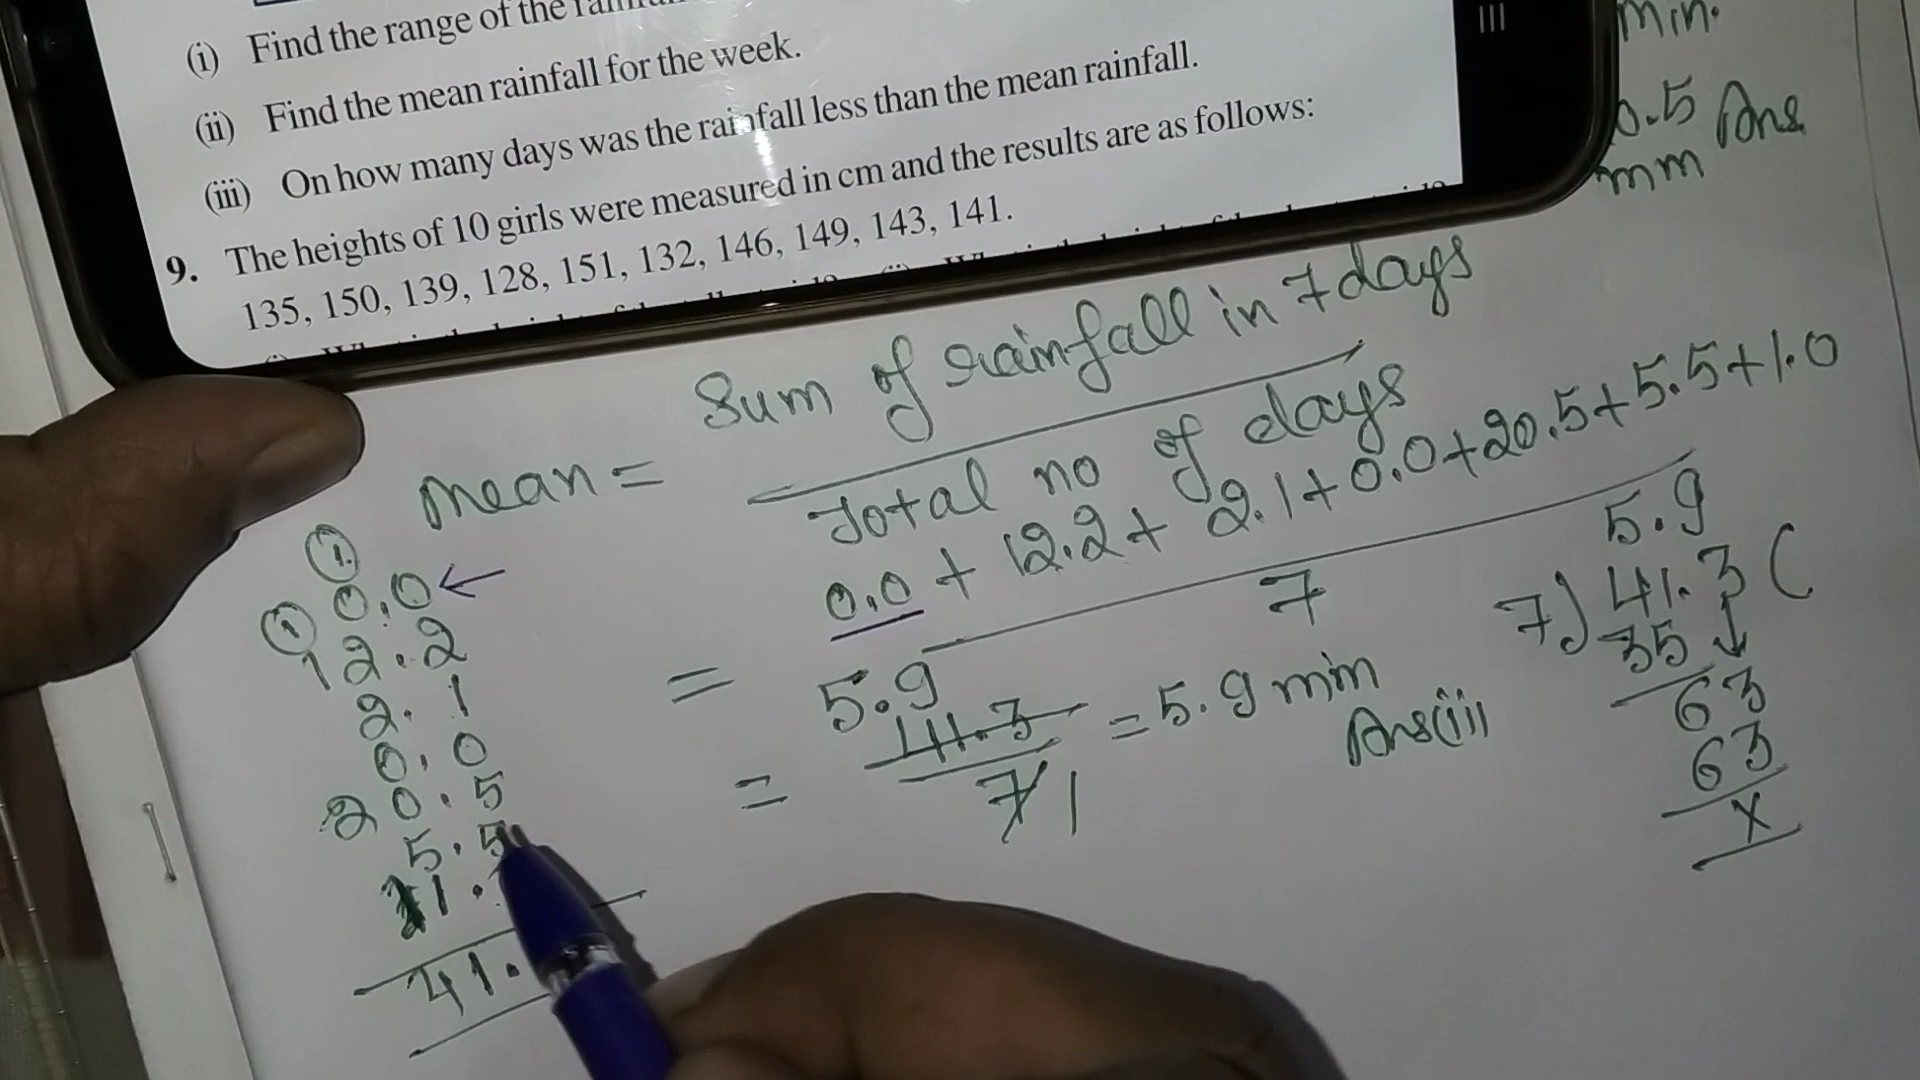 (i) Find the range of the
(ii) Find the mean rainfall for the week.
(iii) On how many days was the rainfall less than the mean rainfall.
9. The heights of 10 girls were measured in cm and the results are as follows:
135, 150, 139, 128, 151, 132, 146, 149, 143, 141.
min.
0.5 Ans
mm
mean = Sum of rainfall in 7 days
Total no of days
0.0 + 12.2 + 2.1 + 0.0 + 20.5 + 5.5 + 1.0
7
=
= 5.9
41.3
7 1
= 5.9 mm
Ans(ii)
5.9
7) 41.3 (
35
63
63
x
1
0.0 ←
1
12.2
2.1
0.0
20.5
5.5
1.
41.